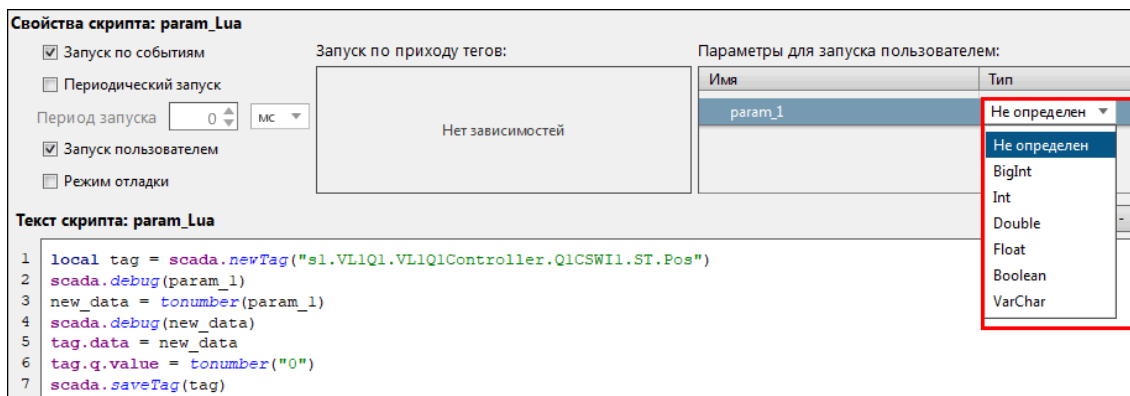 Свойства скрипта: param_Lua
Запуск по событиям
Запуск по приходу тегов:
Параметры для запуска пользователем:
Периодический запуск
Имя
Тип
Период запуска
0
мс
param_1
Не определен
Нет зависимостей
Запуск пользователем
Режим отладки
Не определен
BigInt
Int
Double
Float
Boolean
VarChar
Текст скрипта: param_Lua
-
1 local tag = scada.newTag("s1.VL1Q1.VL1Q1Controller.Q1CSWI1.ST.Pos")
2 scada.debug(param_1)
3 new_data = tonumber(param_1)
4 scada.debug(new_data)
5 tag.data = new_data
6 tag.q.value = tonumber("0")
7 scada.saveTag(tag)